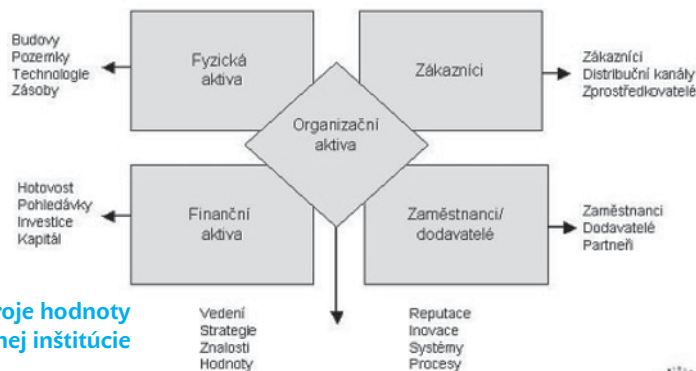 Budovy
Pozemky
Technologie
Zásoby
Fyzická
aktiva
Zákazníci
Zákazníci
Distribuční kanály
Zprostředkovatelé
Organizační
aktiva
Hotovost
Pohledávky
Investice
Kapitál
Finanční
aktiva
Zaměstnanci/
dodavatelé
Zaměstnanci
Dodavatelé
Partneři
Vedení
Strategie
Znalosti
Hodnoty
Reputace
Inovace
Systémy
Procesy
roje hodnoty
nej inštitúcie